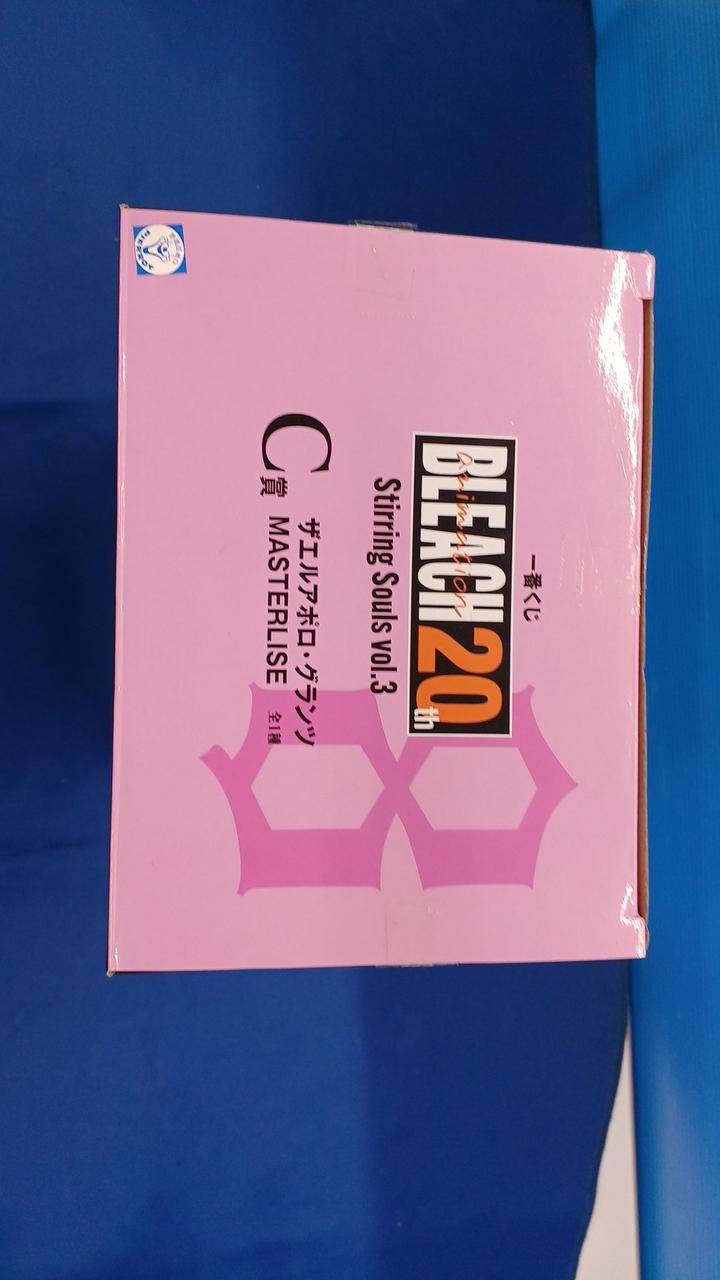 一番くじ
BLEACH 20th
animation
Stirring Souls vol.3
C賞 ザエルアポロ・グランツ
MASTERLISE 全1種